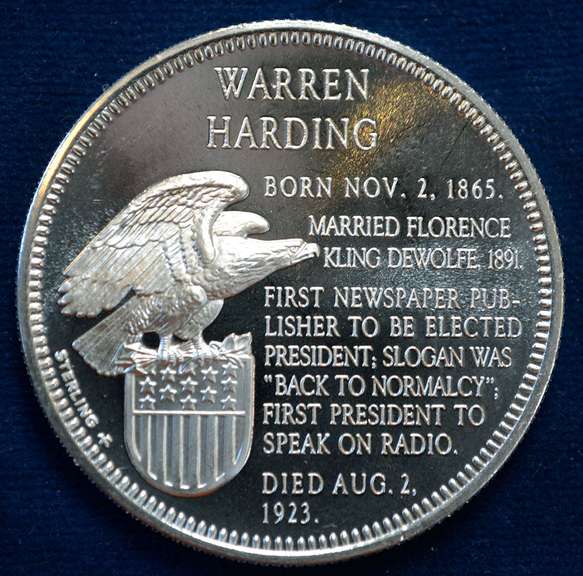 WARREN
HARDING
BORN NOV. 2, 1865.
MARRIED FLORENCE
KLING DEWOLFE, 1891.
FIRST NEWSPAPER PUB-
LISHER TO BE ELECTED
PRESIDENT; SLOGAN WAS
"BACK TO NORMALCY";
FIRST PRESIDENT TO
SPEAK ON RADIO.
DIED AUG. 2,
1923.
STERLING